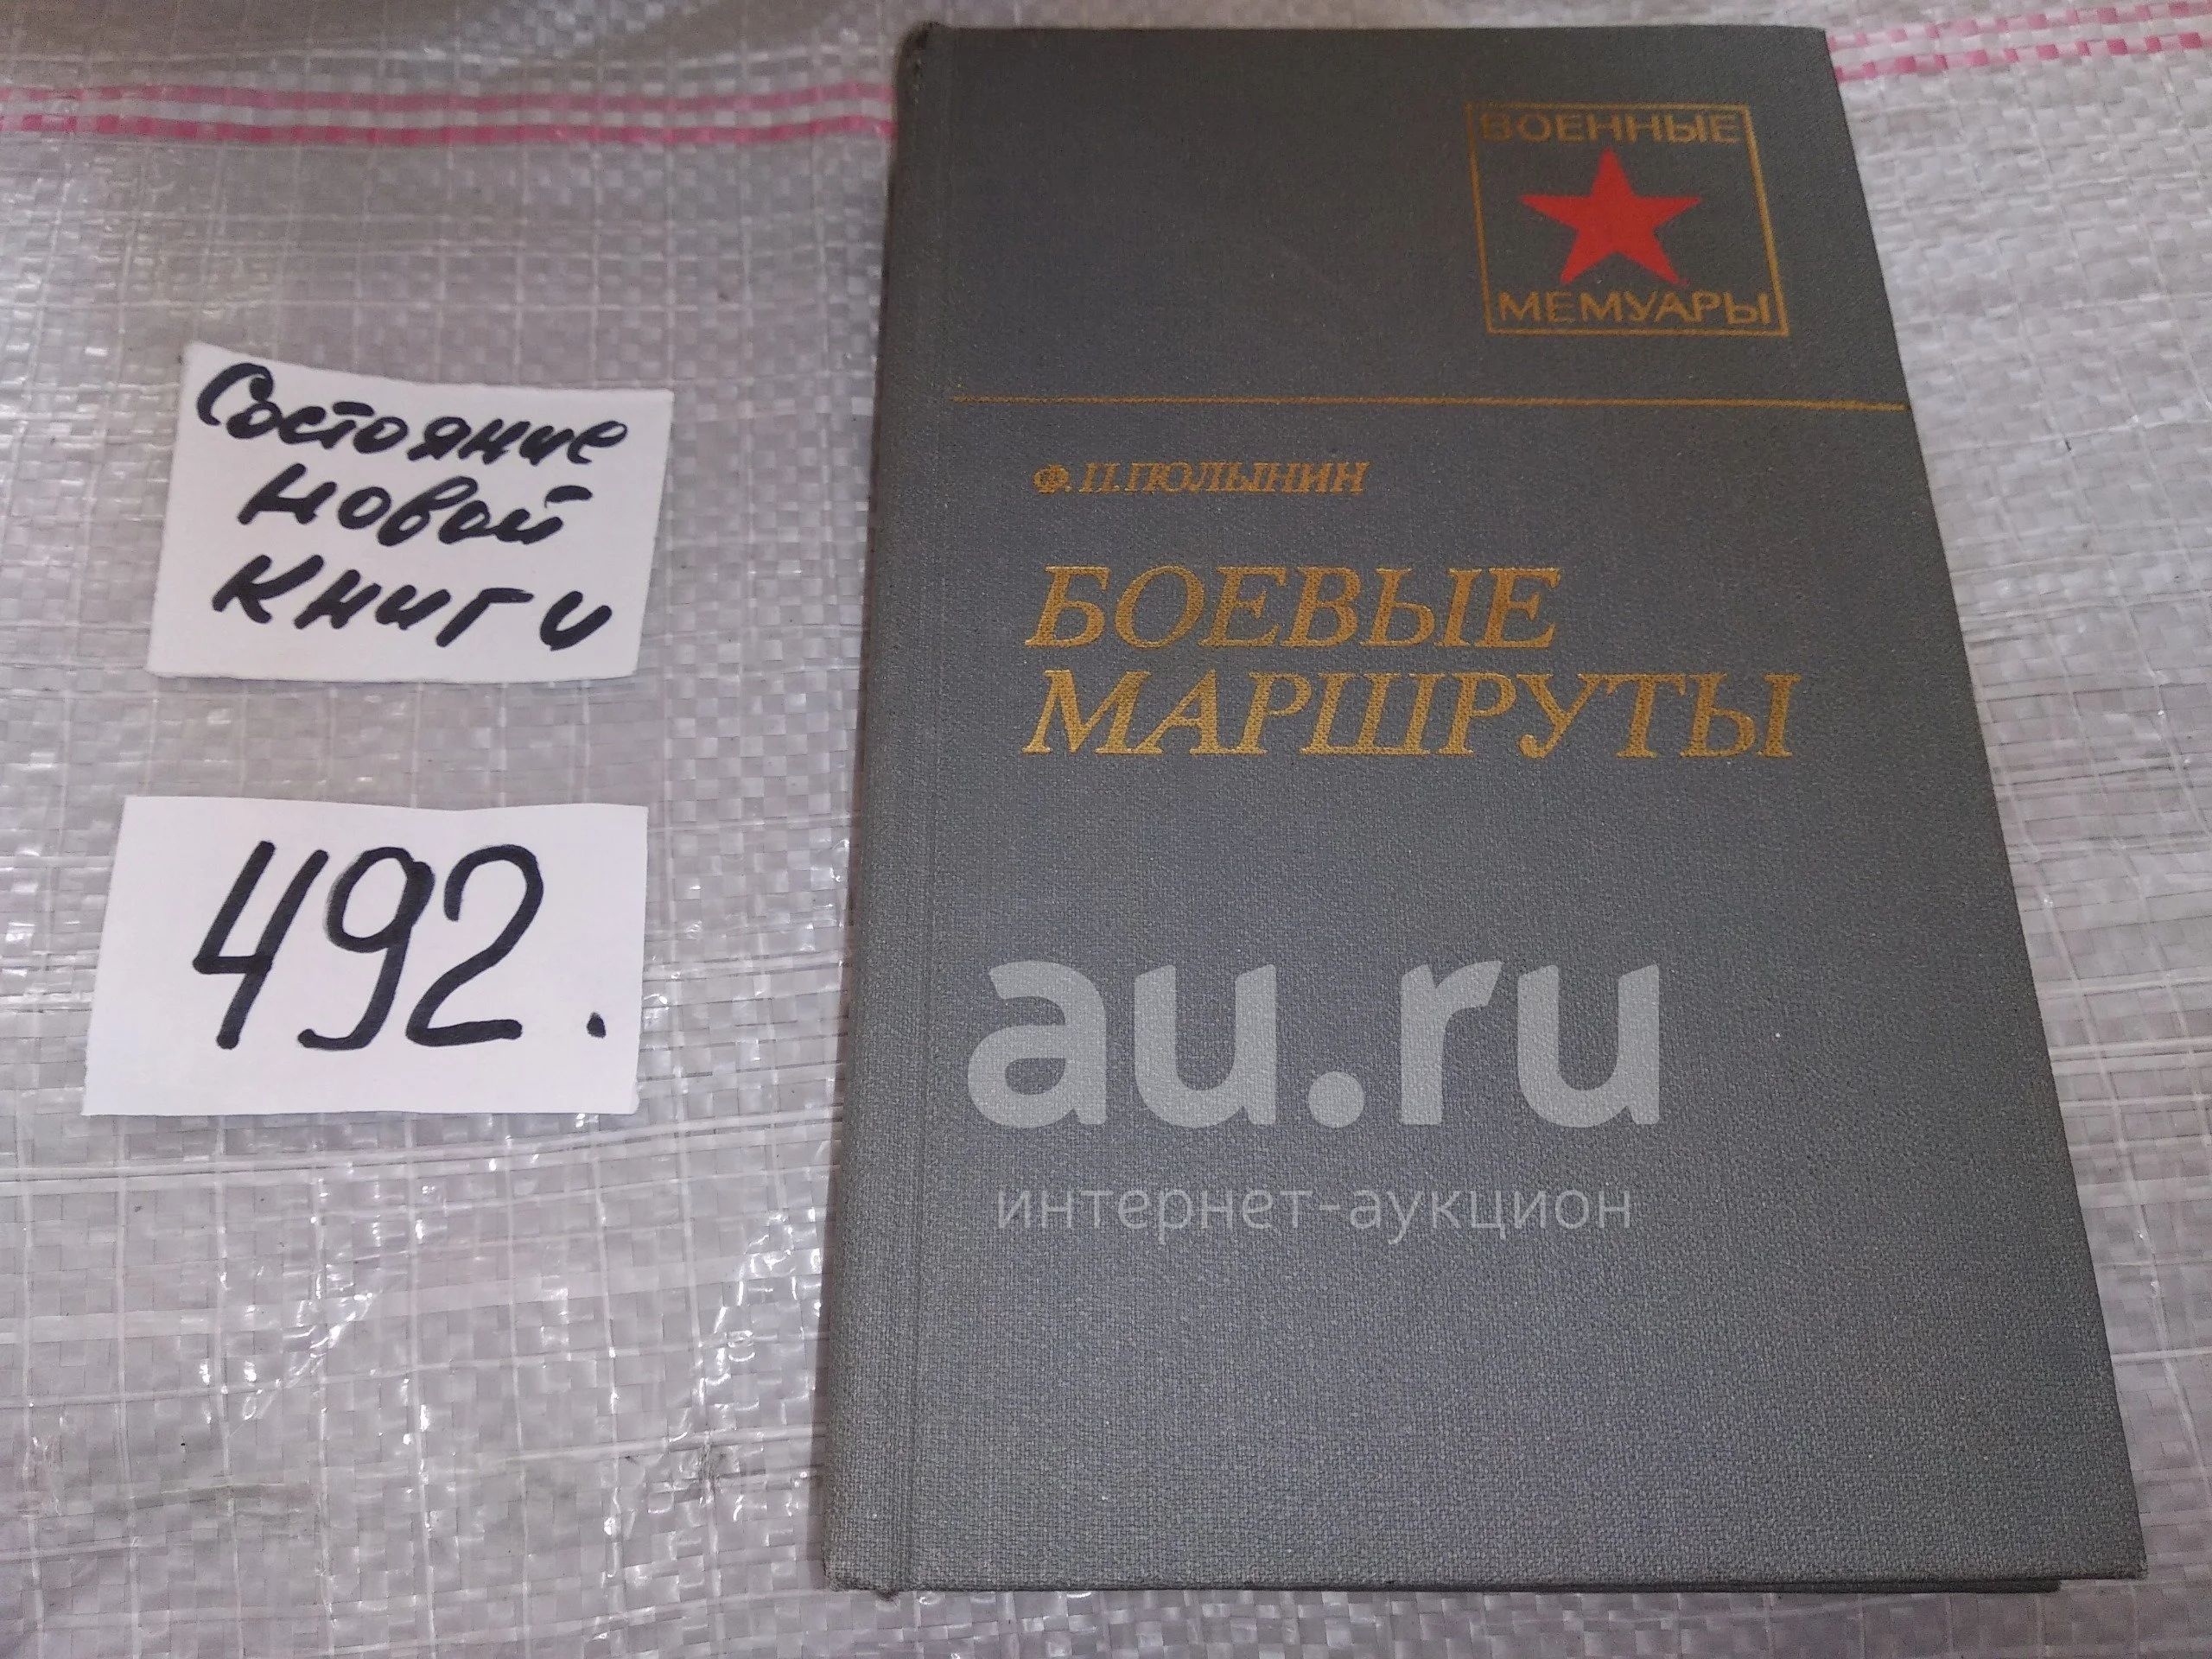 Состояние
новой
книги
492.
ВОЕННЫЕ
МЕМУАРЫ
Ф.П.ПОЛЫНИН
БОЕВЫЕ
МАРШРУТЫ
au.ru
интернет-аукцион